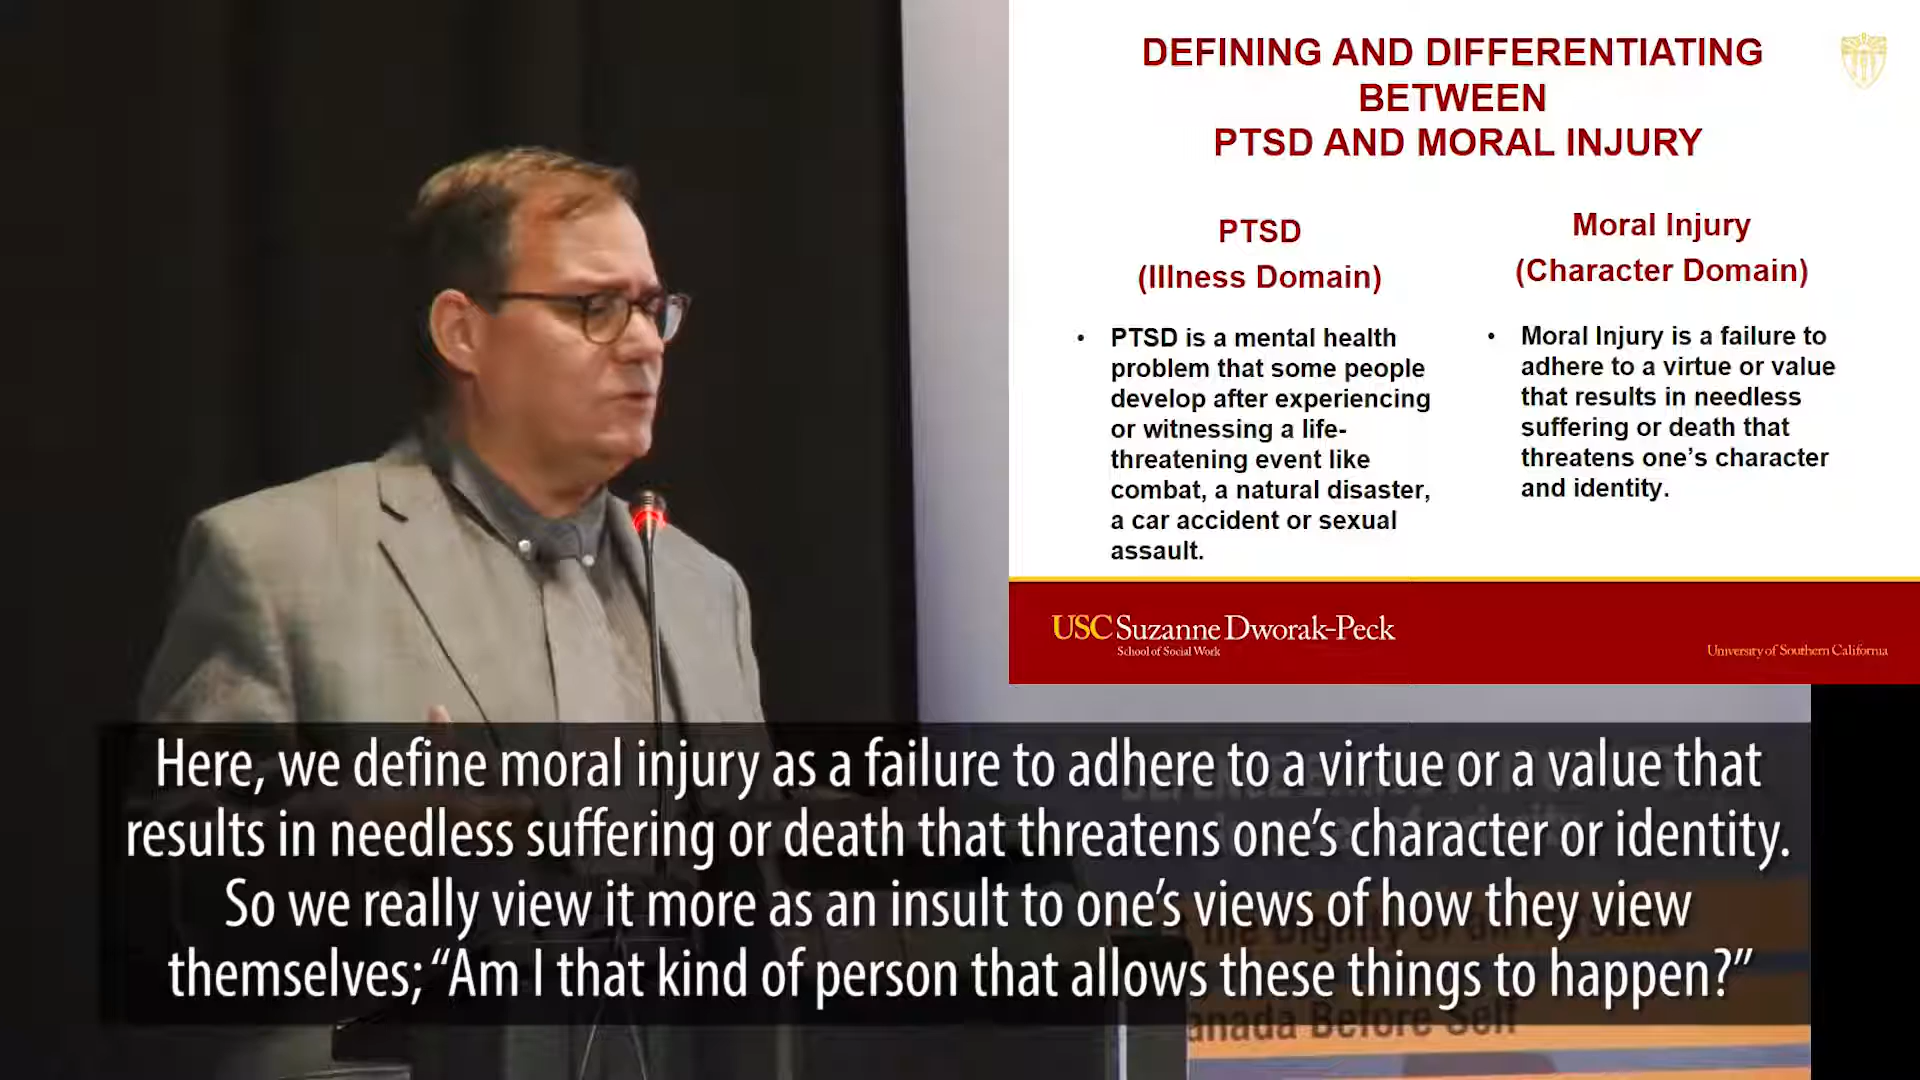 DEFINING AND DIFFERENTIATING
BETWEEN
PTSD AND MORAL INJURY
PTSD
(Illness Domain)
• PTSD is a mental health
problem that some people
develop after experiencing
or witnessing a life-
threatening event like
combat, a natural disaster,
a car accident or sexual
assault.
Moral Injury
(Character Domain)
• Moral Injury is a failure to
adhere to a virtue or value
that results in needless
suffering or death that
threatens one’s character
and identity.
USC Suzanne Dworak-Peck
School of Social Work
University of Southern California
Here, we define moral injury as a failure to adhere to a virtue or a value that
results in needless suffering or death that threatens one’s character or identity.
So we really view it more as an insult to one’s views of how they view
themselves; “Am I that kind of person that allows these things to happen?”
the Dignity of
anada Before Self